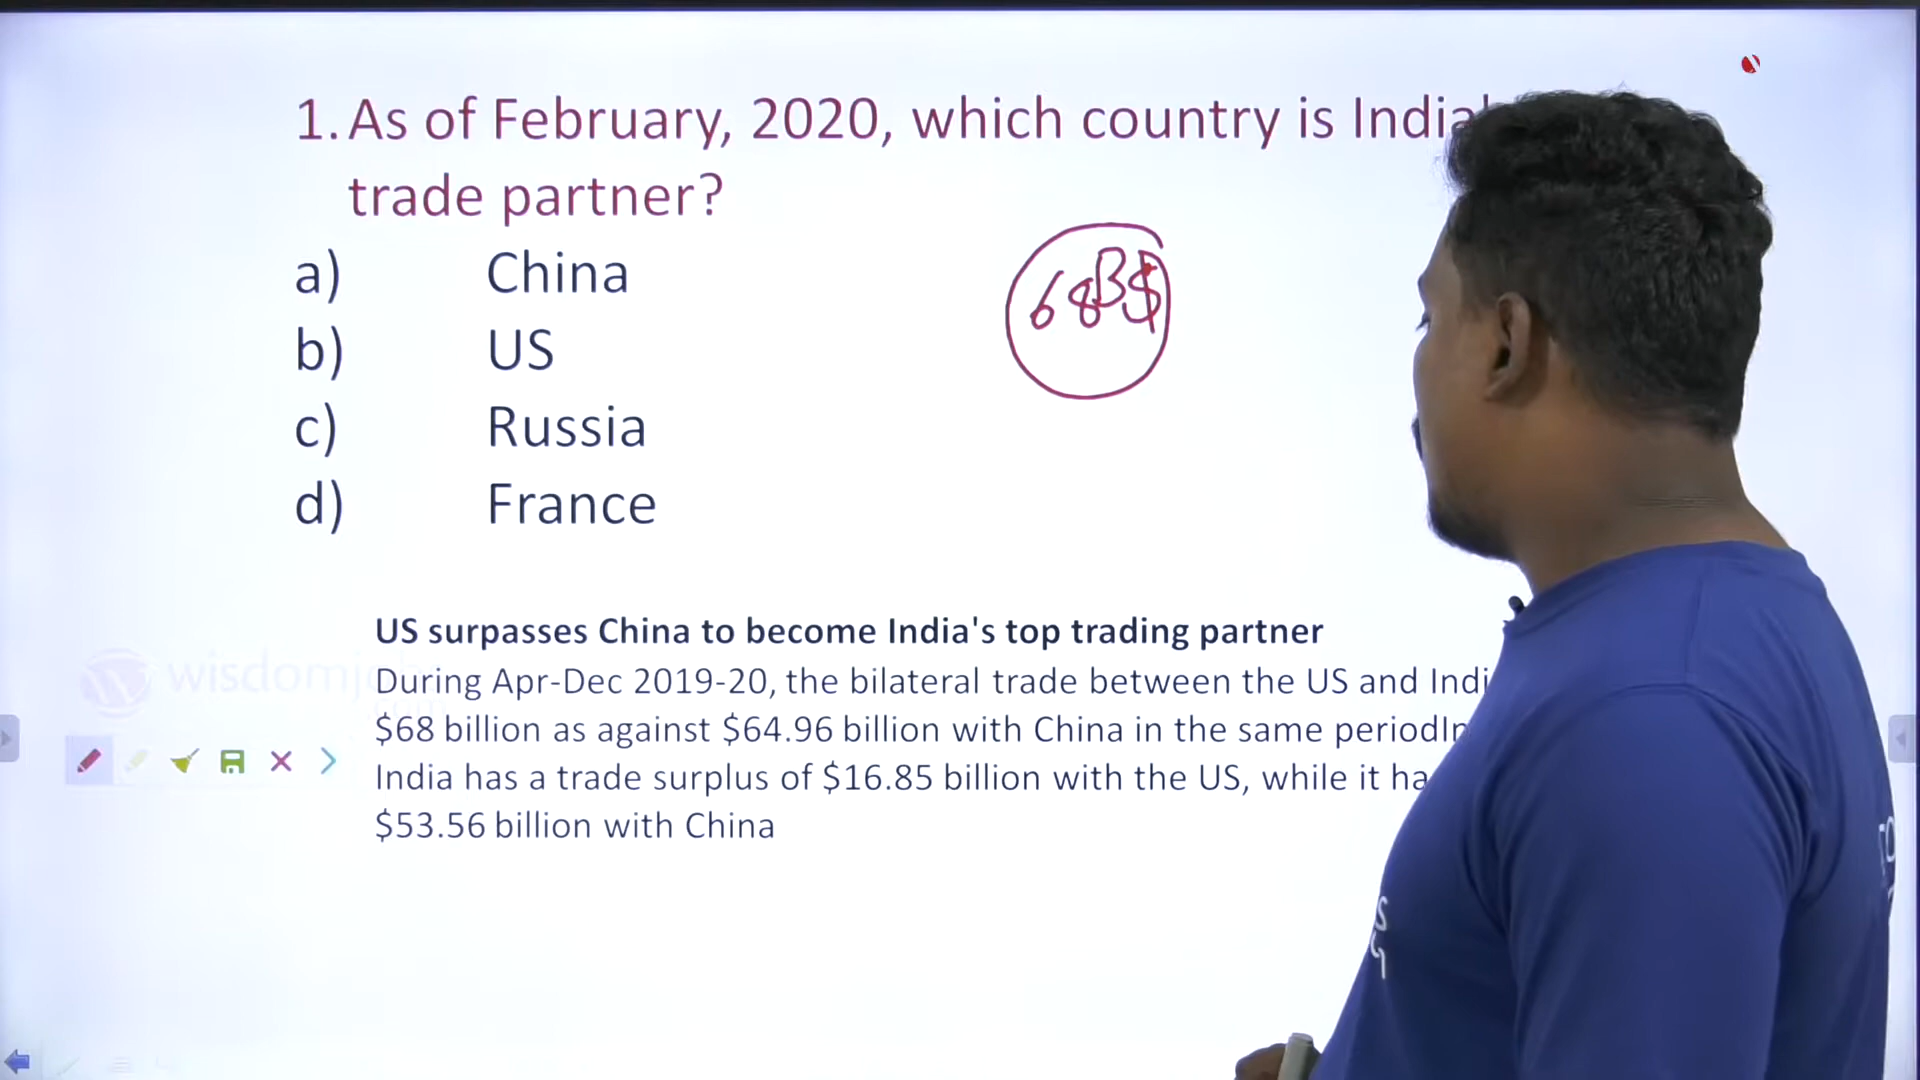 1. As of February, 2020, which country is India's
trade partner?
a) China
68B$
b) US
c) Russia
d) France
US surpasses China to become India's top trading partner
During Apr-Dec 2019-20, the bilateral trade between the US and Indi
$68 billion as against $64.96 billion with China in the same periodIn
India has a trade surplus of $16.85 billion with the US, while it ha
$53.56 billion with China
wisdomj